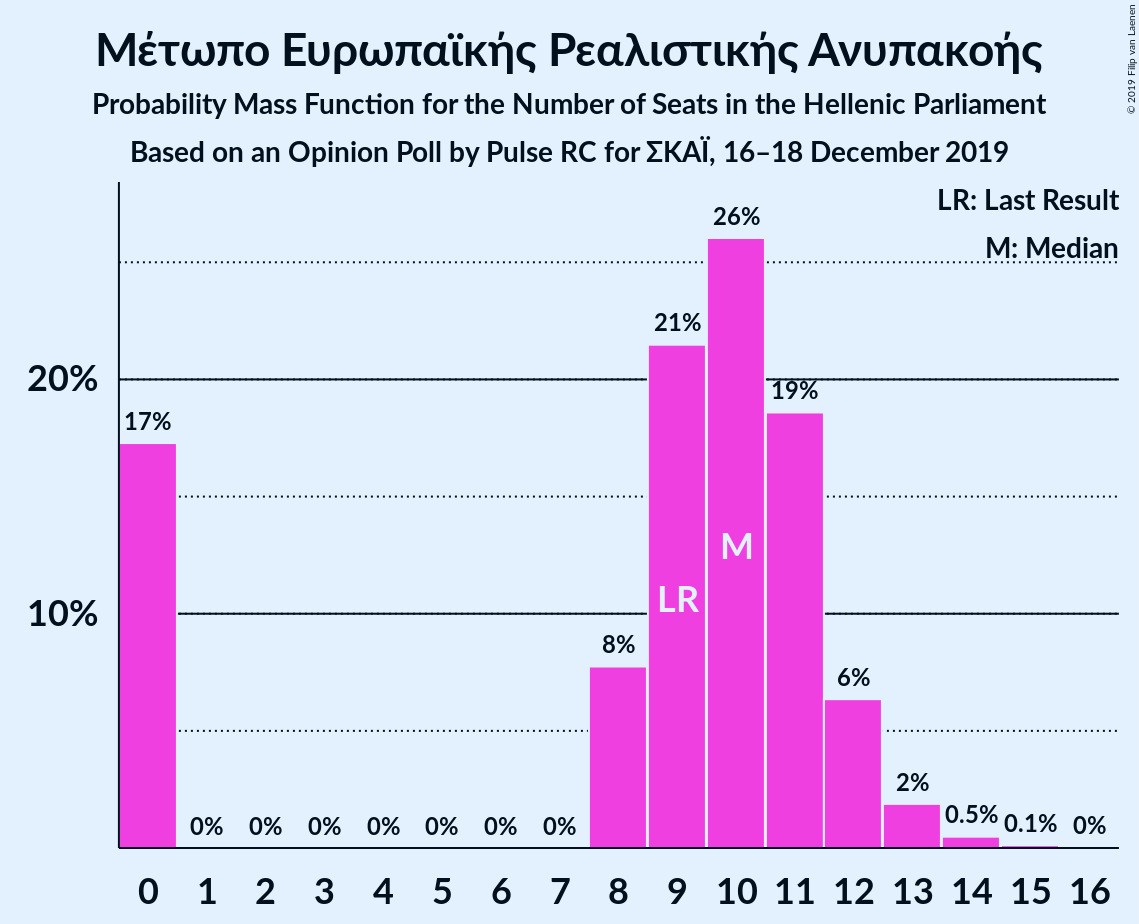 Μέτωπο Ευρωπαϊκής Ρεαλιστικής Ανυπακοής
Probability Mass Function for the Number of Seats in the Hellenic Parliament
Based on an Opinion Poll by Pulse RC for ΣΚΑΪ, 16–18 December 2019
© 2019 Filip van Laenen
LR: Last Result
M: Median
26%
21%
20%
19%
17%
M
LR
10%
8%
6%
2%
0% 0% 0% 0% 0% 0% 0% 0.5% 0.1% 0%
0 1 2 3 4 5 6 7 8 9 10 11 12 13 14 15 16